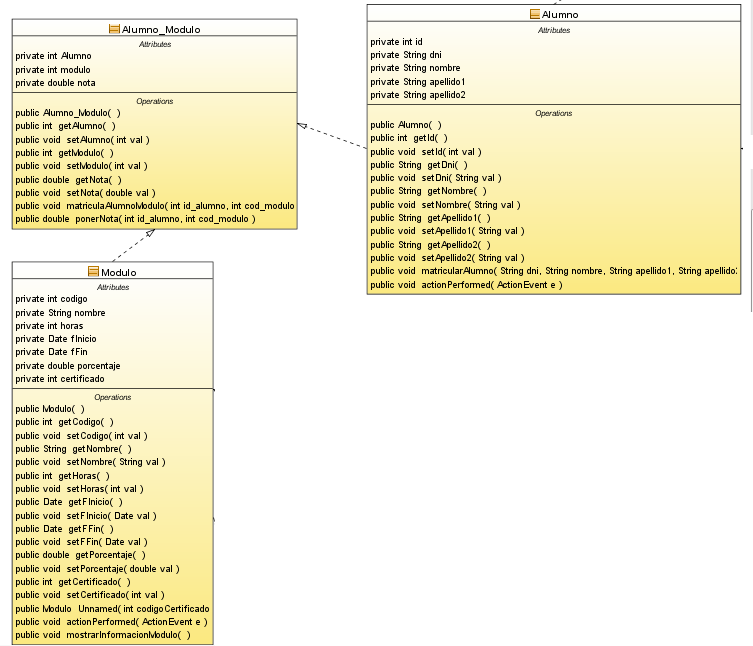 Alumno_Modulo
Attributes
private int Alumno
private int modulo
private double nota
Operations
public Alumno_Modulo( )
public int getAlumno( )
public void setAlumno( int val )
public int getModulo( )
public void setModulo( int val )
public double getNota( )
public void setNota( double val )
public void matriculaAlumnoModulo( int id_alumno, int cod_modulo
public double ponerNota( int id_alumno, int cod_modulo )
Alumno
Attributes
private int id
private String dni
private String nombre
private String apellido1
private String apellido2
Operations
public Alumno( )
public int getId( )
public void setId( int val )
public String getDni( )
public void setDni( String val )
public String getNombre( )
public void setNombre( String val )
public String getApellido1( )
public void setApellido1( String val )
public String getApellido2( )
public void setApellido2( String val )
public void matricularAlumno( String dni, String nombre, String apellido1, String apellido
public void actionPerformed( ActionEvent e )
Modulo
Attributes
private int codigo
private String nombre
private int horas
private Date fInicio
private Date fFin
private double porcentaje
private int certificado
Operations
public Modulo( )
public int getCodigo( )
public void setCodigo( int val )
public String getNombre( )
public void setNombre( String val )
public int getHoras( )
public void setHoras( int val )
public Date getFInicio( )
public void setFInicio( Date val )
public Date getFFin( )
public void setFFin( Date val )
public double getPorcentaje( )
public void setPorcentaje( double val )
public int getCertificado( )
public void setCertificado( int val )
public Modulo Unnamed( int codigoCertificado
public void actionPerformed( ActionEvent e )
public void mostrarInformacionModulo( )